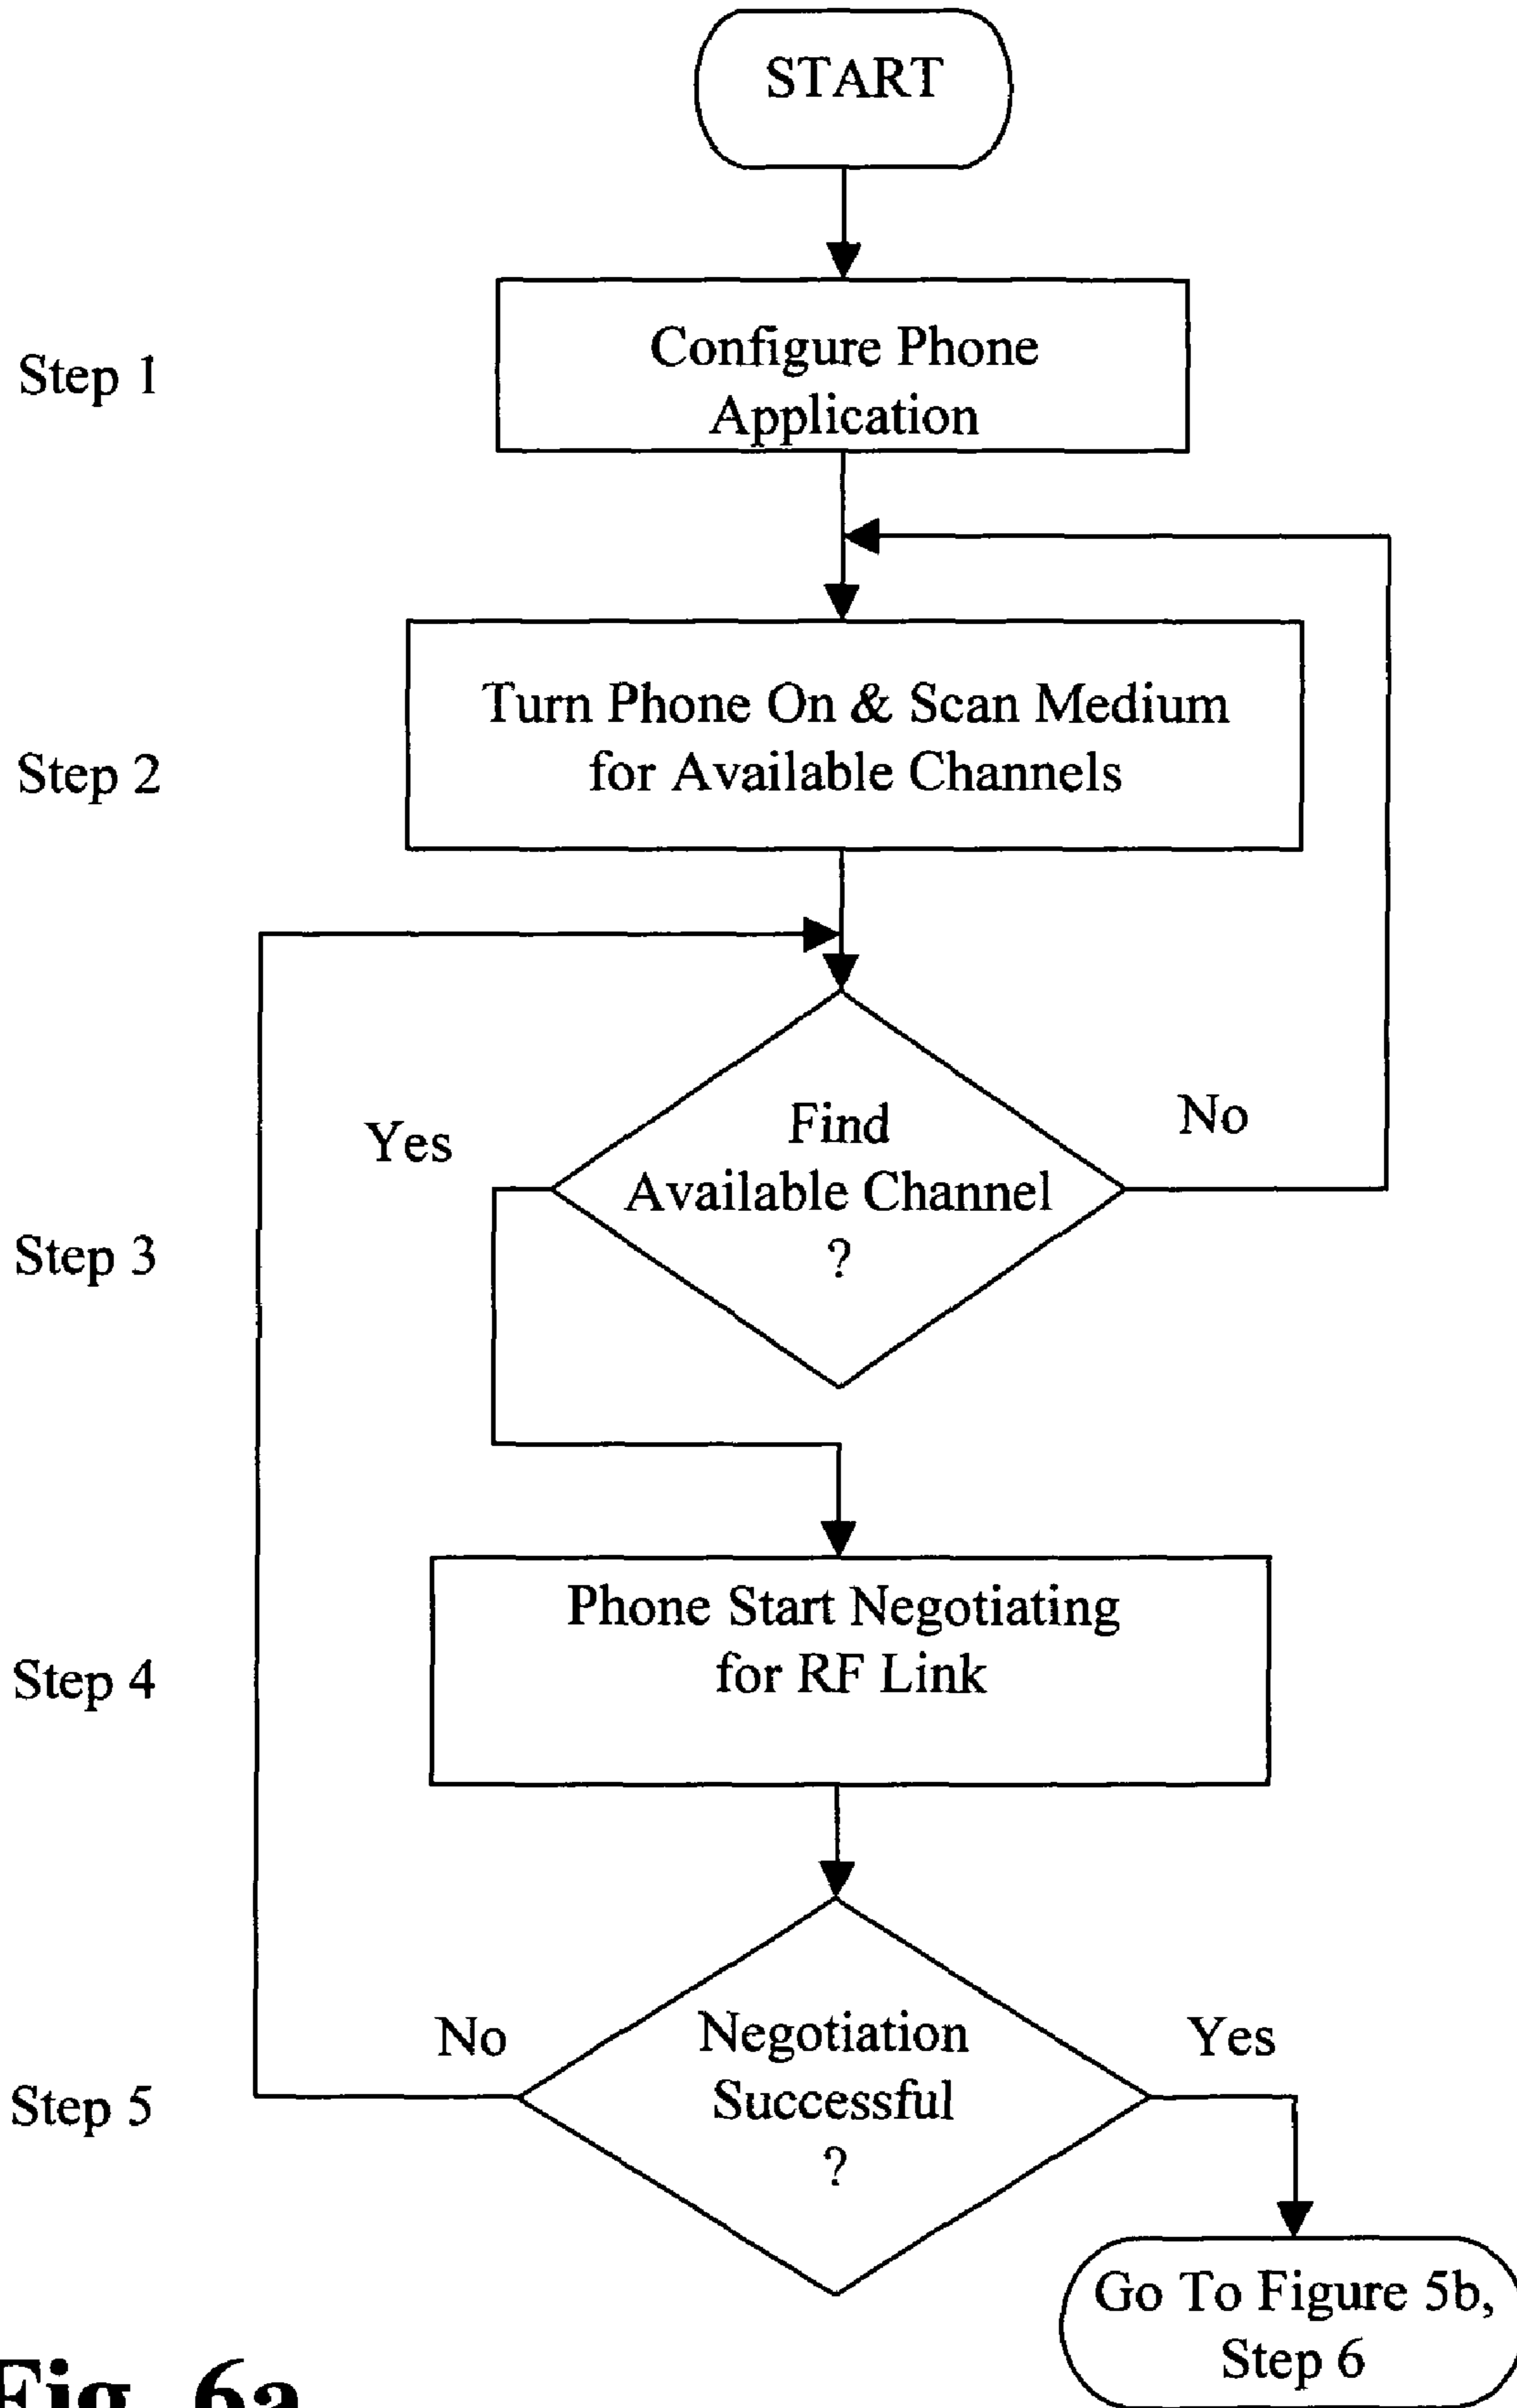 START
Step 1
Configure Phone
Application
Step 2
Turn Phone On & Scan Medium
for Available Channels
Yes
Find
Available Channel
?
No
Step 3
Step 4
Phone Start Negotiating
for RF Link
Step 5
No
Negotiation
Successful
?
Yes
Go To Figure 5b,
Step 6
Fig. 6a